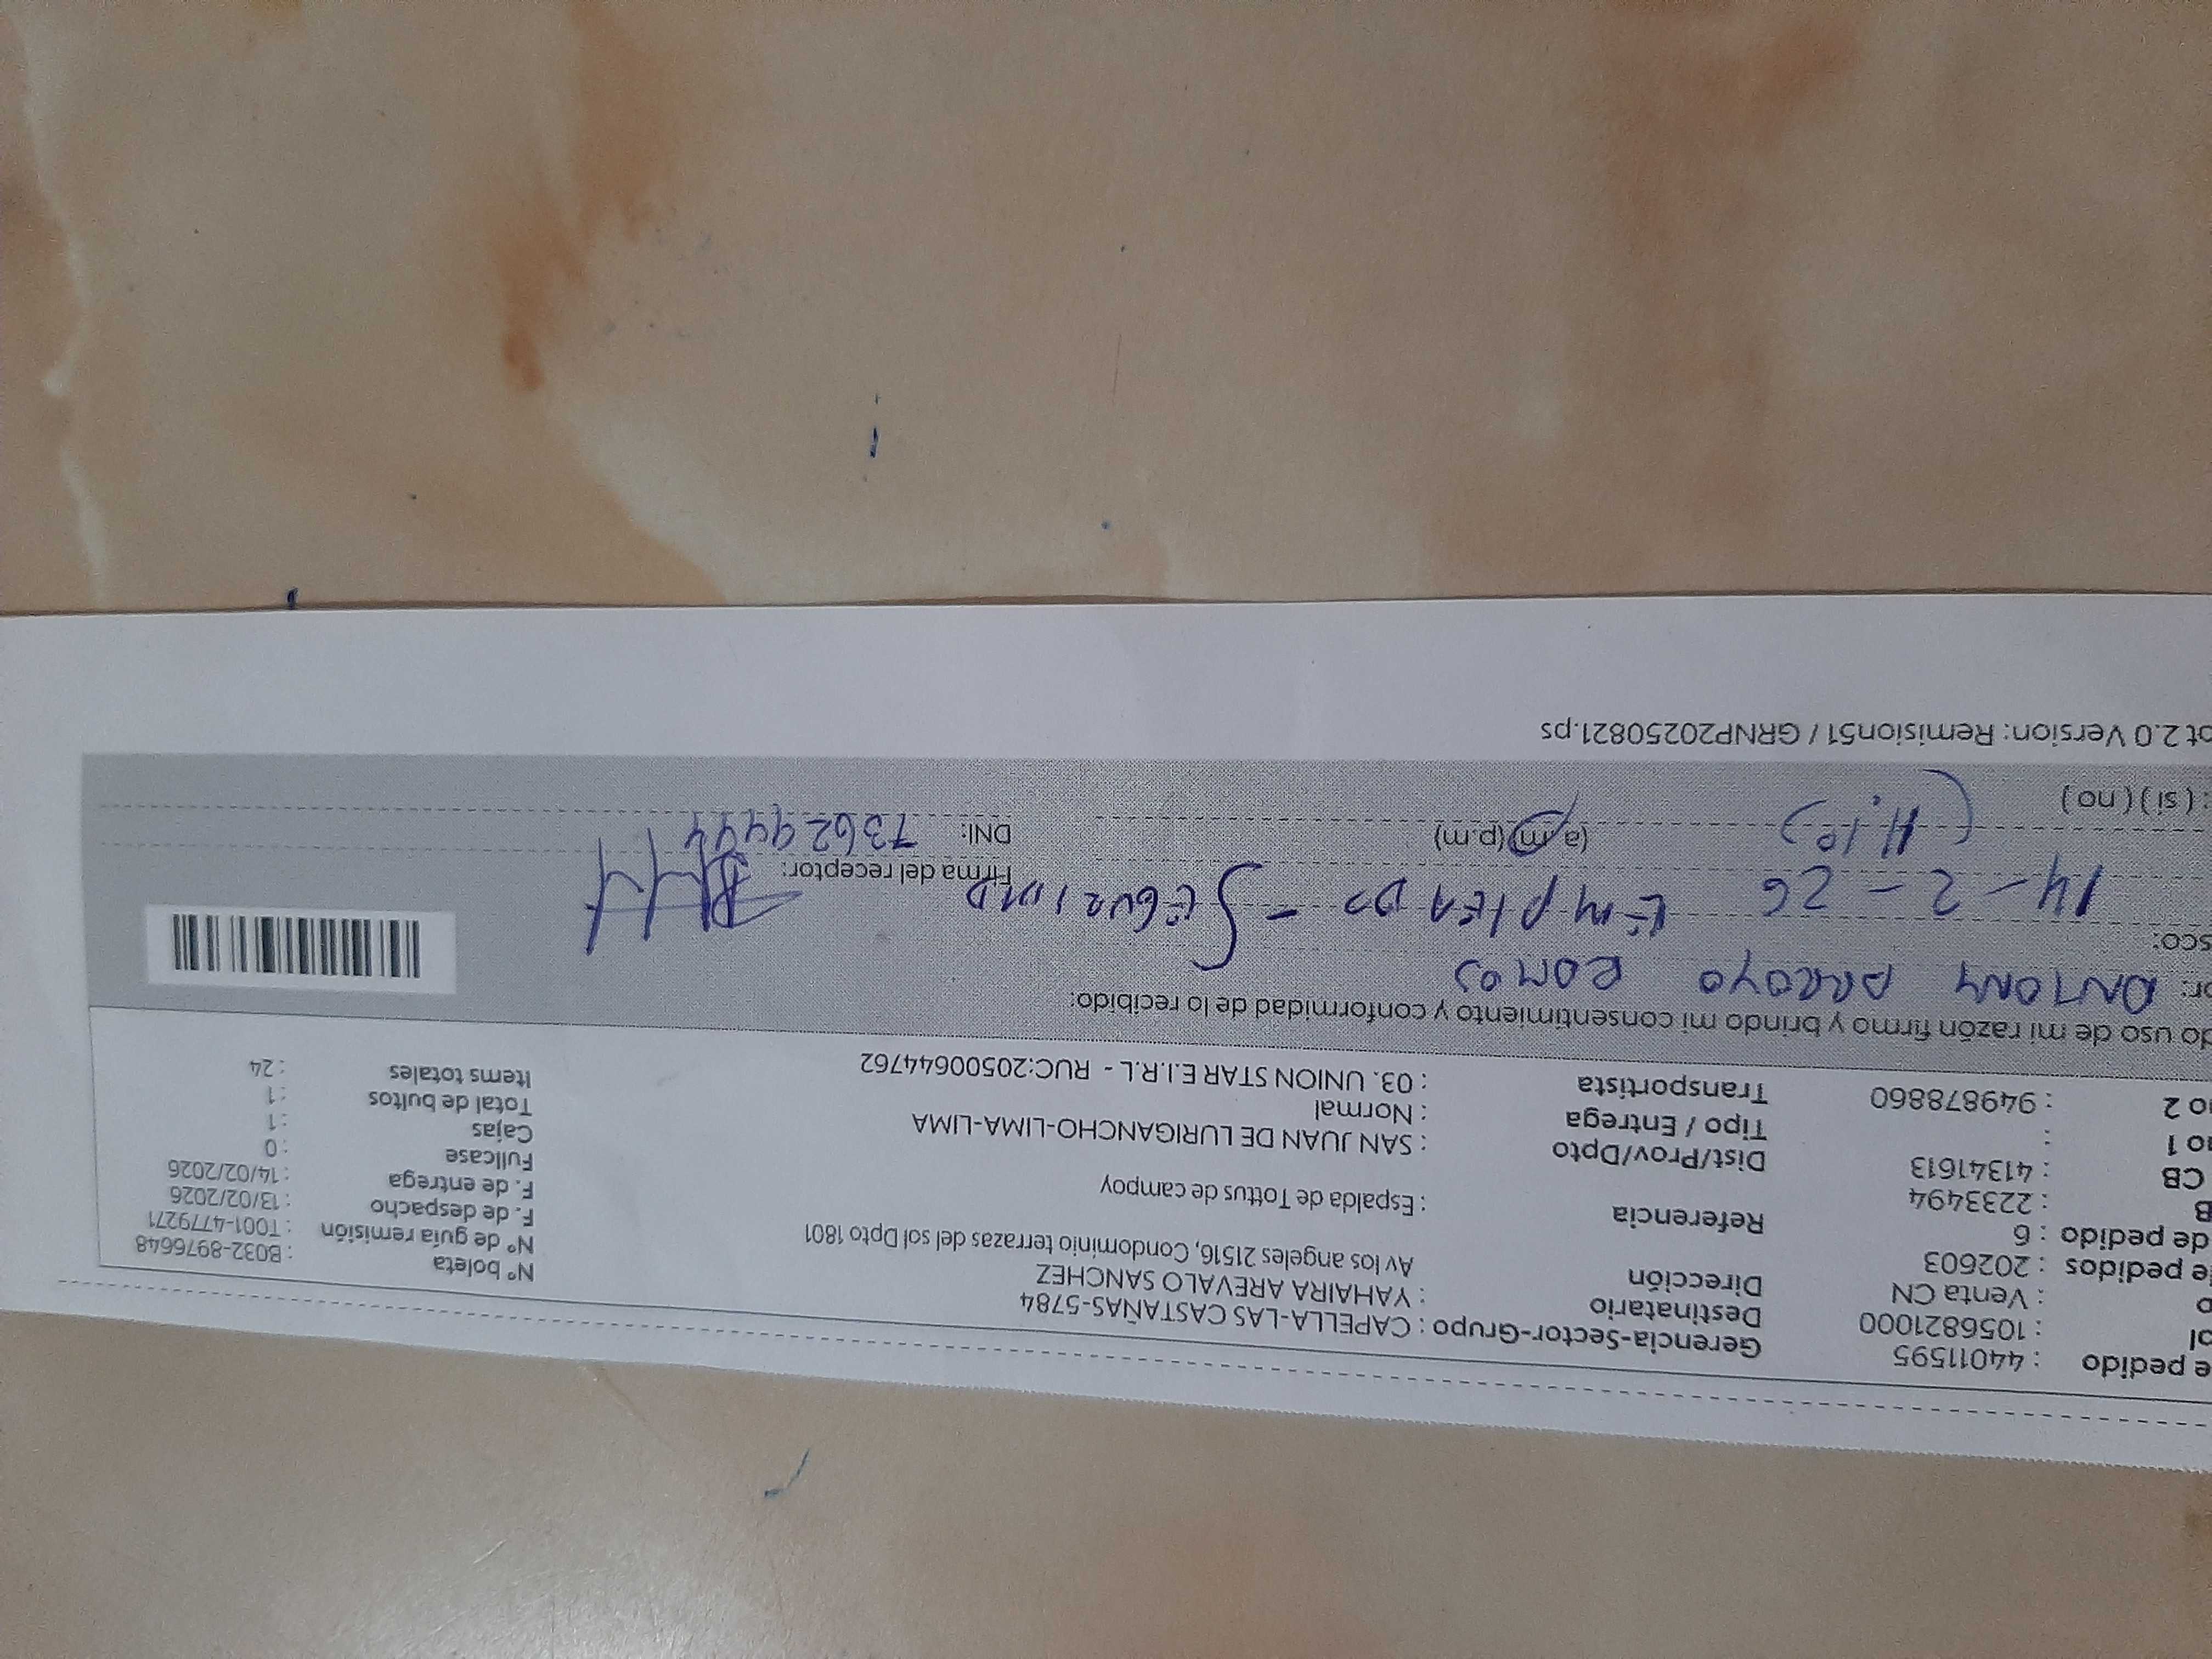 e pedido : 44011595
ol : 1056821000
o : Venta CN
e pedidos : 202603
de pedido : 6
B : 2233494
CB : 41341613
no 1 :
no 2 : 949878860
Gerencia-Sector-Grupo : CAPELLA-LAS CASTAÑAS-5784
Destinatario : YAHAIRA AREVALO SANCHEZ
Dirección Av los angeles 21516, Condominio terrazas del sol Dpto 1801
Referencia : Espalda de Tottus de campoy
Dist/Prov/Dpto : SAN JUAN DE LURIGANCHO-LIMA-LIMA
Tipo / Entrega : Normal
Transportista : 03. UNION STAR E.I.R.L - RUC:20500644762
N° boleta : B032-8976648
N° de guía remisión : T001-4779271
F. de despacho : 13/02/2026
F. de entrega : 14/02/2026
Fullcase : 0
Cajas : 1
Total de bultos : 1
Items totales : 24
do uso de mi razón firmo y brindo mi consentimiento y conformidad de lo recibido:
or: ANTONY ARROYO ROMOS
sco:
14-2-26 EMPLEADO - SEGURIDAD
Firma del receptor:
(11:10) (a.m) (p.m)
DNI: 73629444
: (si) (no)
pt 2.0 Version: Remision51 / GRNP20250821.ps